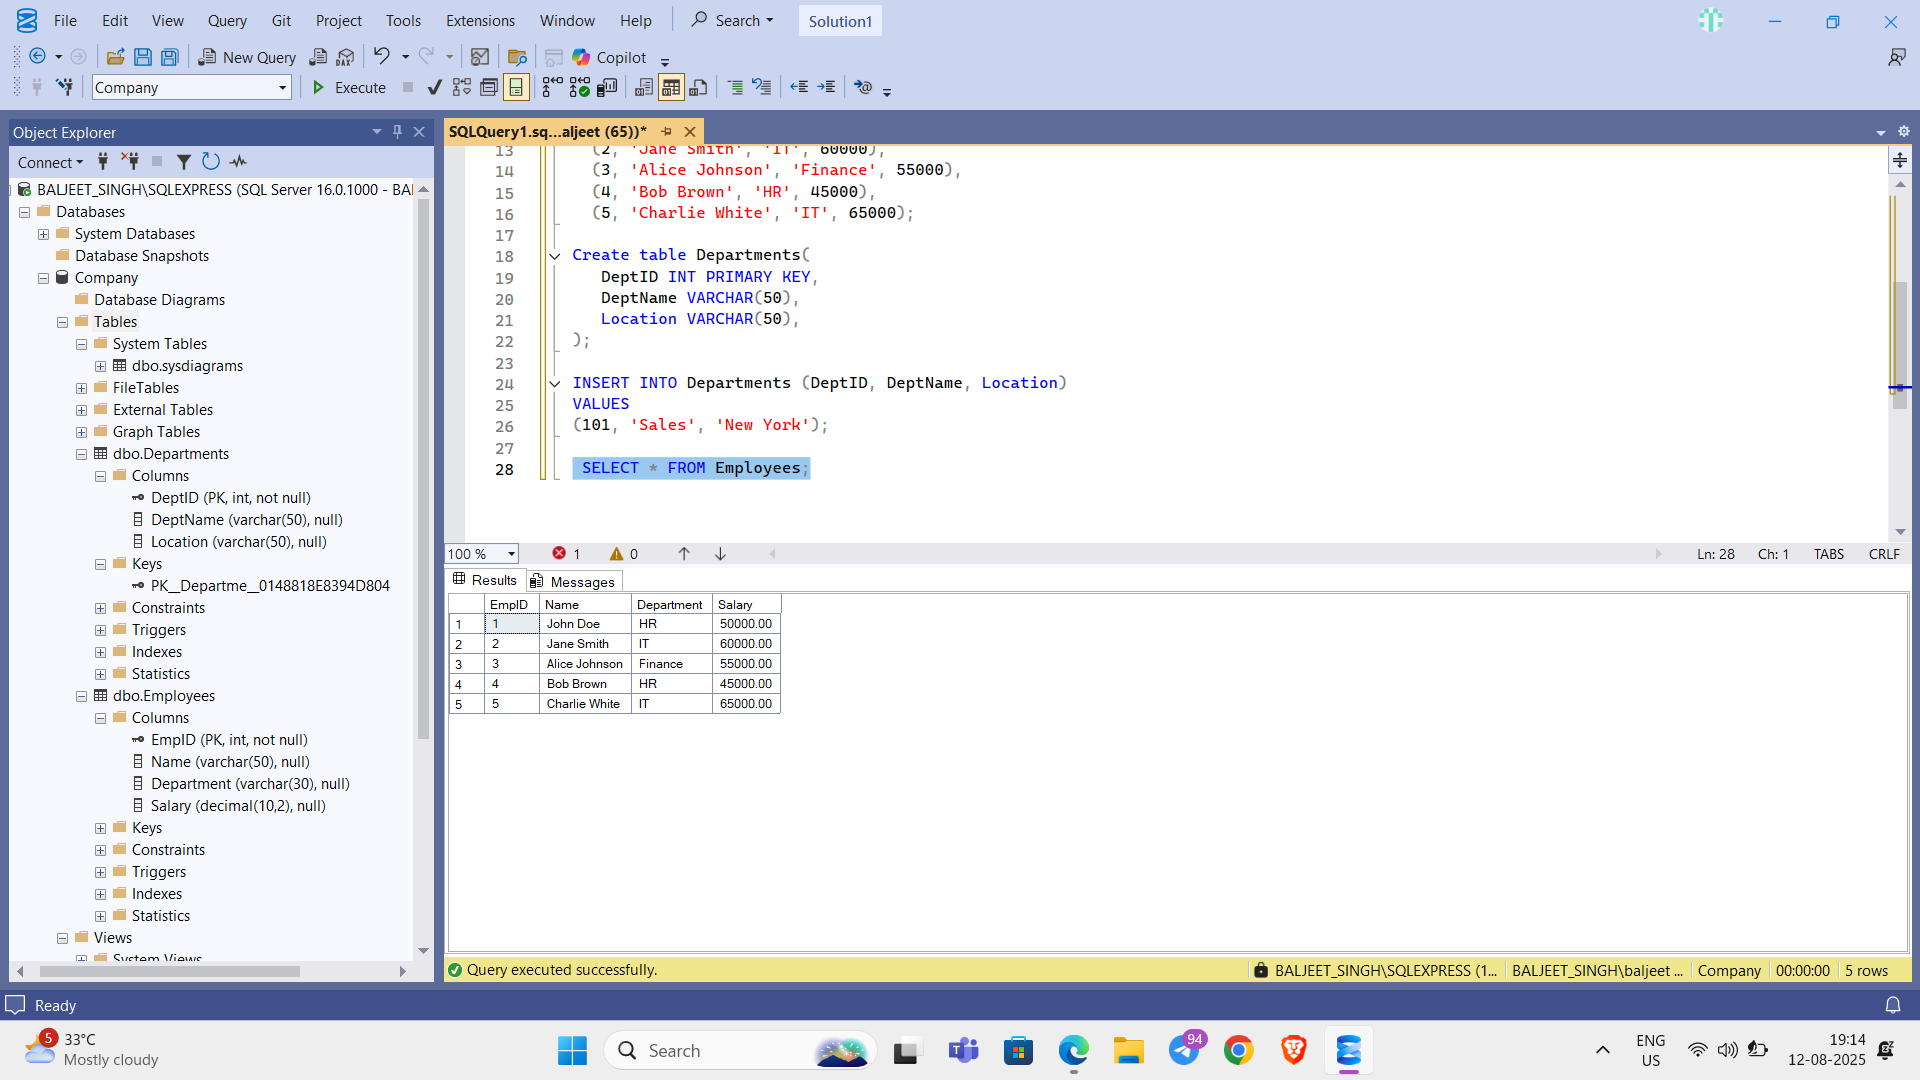 File Edit View Query Git Project Tools Extensions Window Help Search Solution1
New Query DAX Copilot
Company Execute
Object Explorer
SQLQuery1.sq...aljeet (65))*
Connect
BALJEET_SINGH\SQLEXPRESS (SQL Server 16.0.1000 - BAI
Databases
System Databases
Database Snapshots
Company
Database Diagrams
Tables
System Tables
dbo.sysdiagrams
FileTables
External Tables
Graph Tables
dbo.Departments
Columns
DeptID (PK, int, not null)
DeptName (varchar(50), null)
Location (varchar(50), null)
Keys
PK__Departme__0148818E8394D804
Constraints
Triggers
Indexes
Statistics
dbo.Employees
Columns
EmpID (PK, int, not null)
Name (varchar(50), null)
Department (varchar(30), null)
Salary (decimal(10,2), null)
Keys
Constraints
Triggers
Indexes
Statistics
Views
System Views
13 (2, 'Jane Smith', 'IT', 60000),
14 (3, 'Alice Johnson', 'Finance', 55000),
15 (4, 'Bob Brown', 'HR', 45000),
16 (5, 'Charlie White', 'IT', 65000);
17
18 Create table Departments(
19 DeptID INT PRIMARY KEY,
20 DeptName VARCHAR(50),
21 Location VARCHAR(50),
22 );
23
24 INSERT INTO Departments (DeptID, DeptName, Location)
25 VALUES
26 (101, 'Sales', 'New York');
27
28 SELECT * FROM Employees;
100 % 1 0 Ln: 28 Ch: 1 TABS CRLF
Results Messages
EmpID Name Department Salary
1 1 John Doe HR 50000.00
2 2 Jane Smith IT 60000.00
3 3 Alice Johnson Finance 55000.00
4 4 Bob Brown HR 45000.00
5 5 Charlie White IT 65000.00
Query executed successfully. BALJEET_SINGH\SQLEXPRESS (1... BALJEET_SINGH\baljeet ... Company 00:00:00 5 rows
Ready
5 33°C
Mostly cloudy
Search
94
ENG
US
19:14
12-08-2025